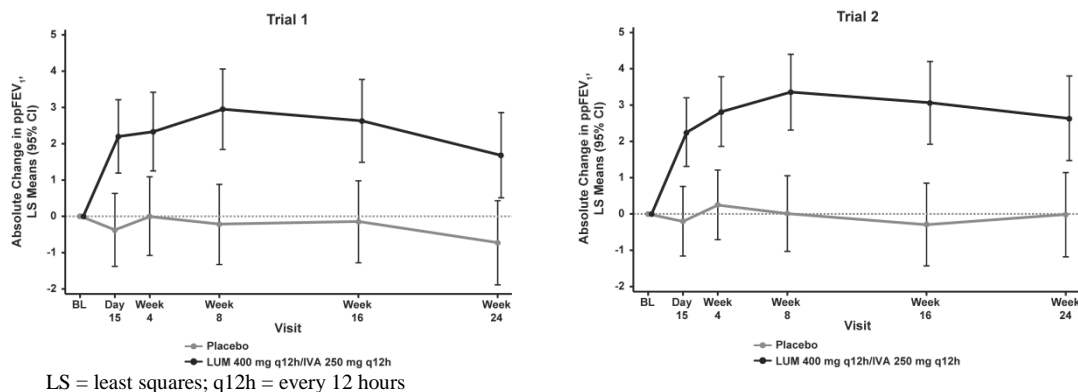 Trial 1
Absolute Change in ppFEV1,
LS Means (95% CI)
5
4
3
2
1
0
-1
-2
BL
Day
15
Week
4
Week
8
Week
16
Week
24
Visit
Placebo
LUM 400 mg q12h/IVA 250 mg q12h
Trial 2
Absolute Change in ppFEV1,
LS Means (95% CI)
5
4
3
2
1
0
-1
-2
BL
Day
15
Week
4
Week
8
Week
16
Week
24
Visit
Placebo
LUM 400 mg q12h/IVA 250 mg q12h
LS = least squares; q12h = every 12 hours